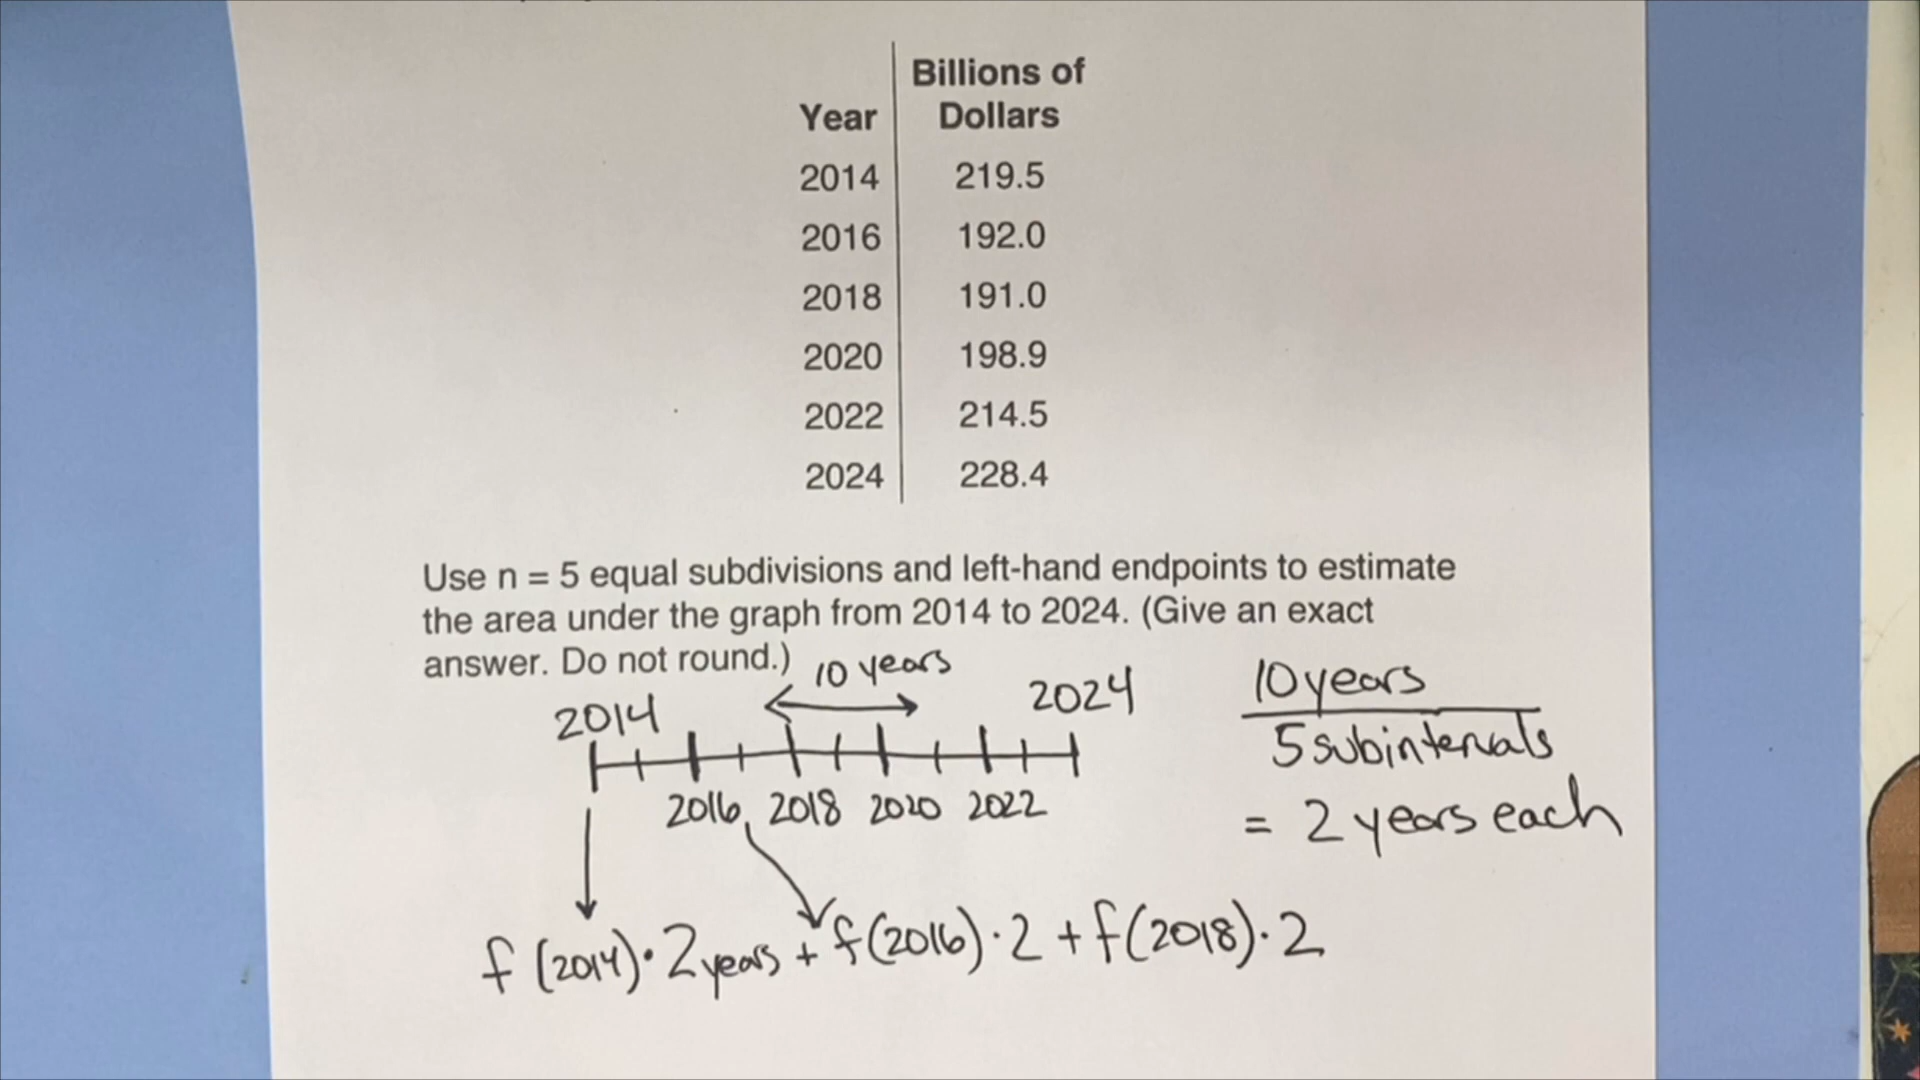 Billions of
Year Dollars
2014 219.5
2016 192.0
2018 191.0
2020 198.9
2022 214.5
2024 228.4
Use n = 5 equal subdivisions and left-hand endpoints to estimate
the area under the graph from 2014 to 2024. (Give an exact
answer. Do not round.)
10 years
2014 2024
2016 2018 2020 2022
10 years
5 subintervals
= 2 years each
f(2014)·2 years + f(2016)·2 + f(2018)·2